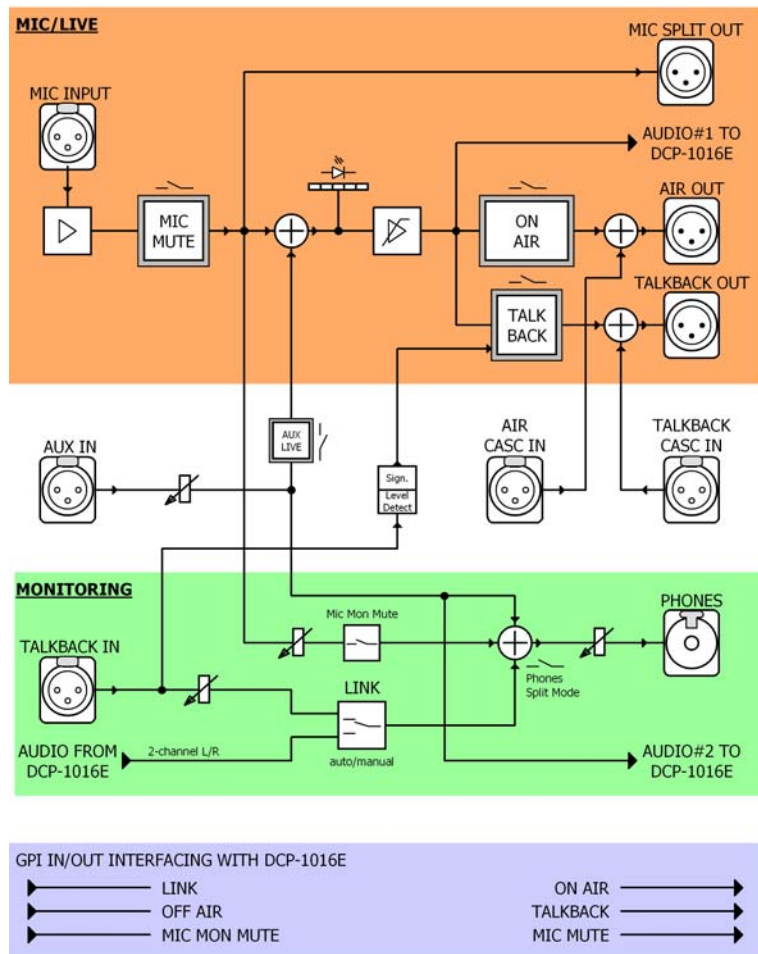 MIC/LIVE
MIC SPLIT OUT
MIC INPUT
AUDIO#1 TO
DCP-1016E
AIR OUT
MIC
MUTE
ON
AIR
TALKBACK OUT
TALK
BACK
AUX IN
AUX
LIVE
Sign.
Level
Detect
AIR
CASC IN
TALKBACK
CASC IN
MONITORING
PHONES
Mic Mon Mute
TALKBACK IN
LINK
Phones
Split Mode
AUDIO FROM
DCP-1016E
2-channel L/R
auto/manual
AUDIO#2 TO
DCP-1016E
GPI IN/OUT INTERFACING WITH DCP-1016E
LINK
OFF AIR
MIC MON MUTE
ON AIR
TALKBACK
MIC MUTE